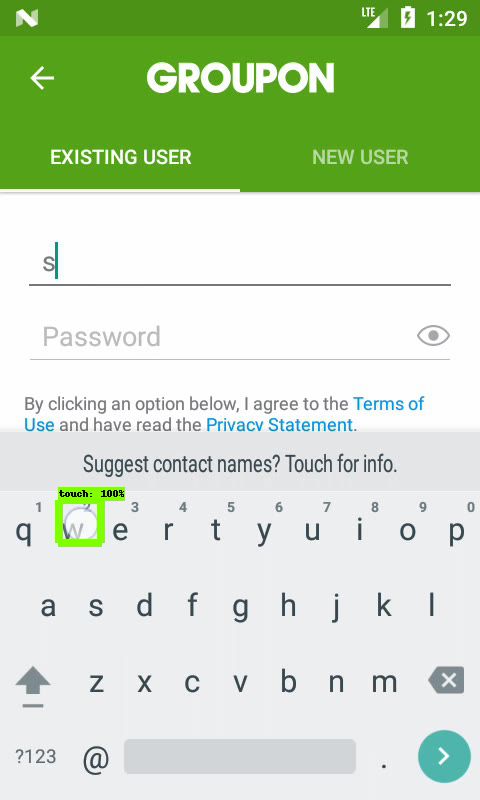 LTE 1:29
GROUPON
EXISTING USER NEW USER
s
Password
By clicking an option below, I agree to the Terms of
Use and have read the Privacy Statement.
Suggest contact names? Touch for info.
touch: 100%
1 2 3 4 5 6 7 8 9 0
q w e r t y u i o p
a s d f g h j k l
z x c v b n m
?123 @ .